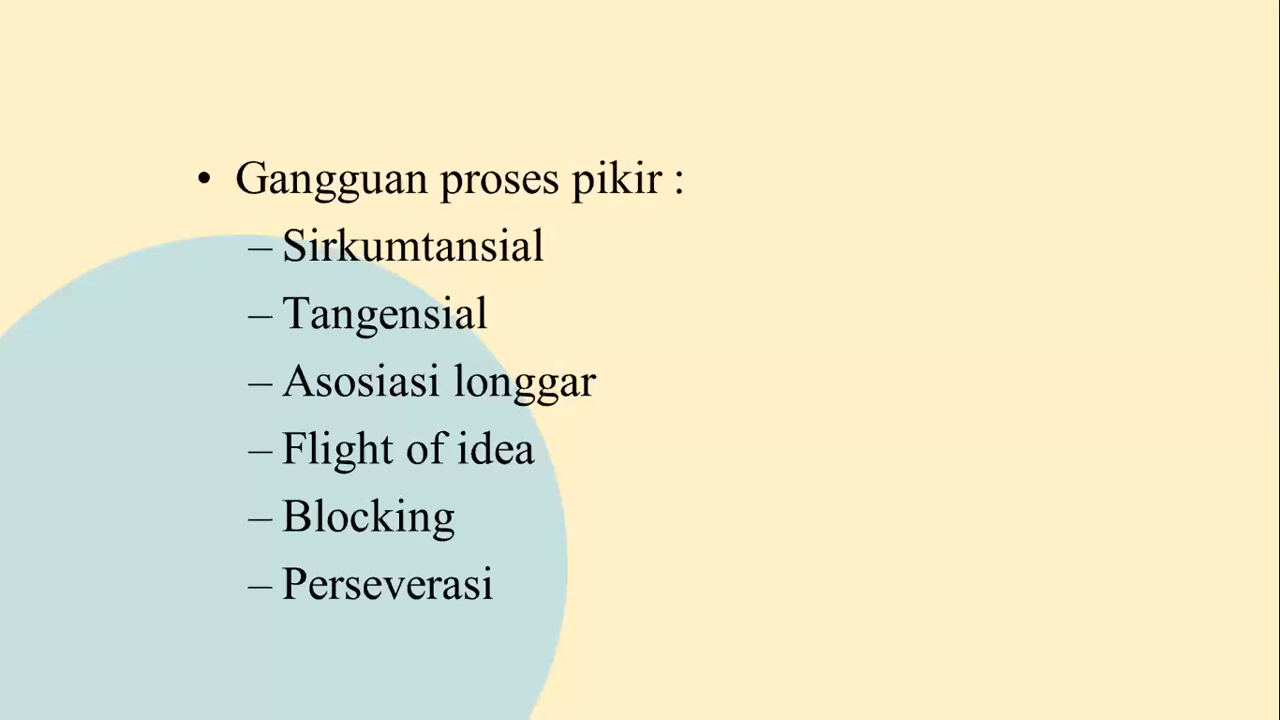 • Gangguan proses pikir :
– Sirkumtansial
– Tangensial
– Asosiasi longgar
– Flight of idea
– Blocking
– Perseverasi